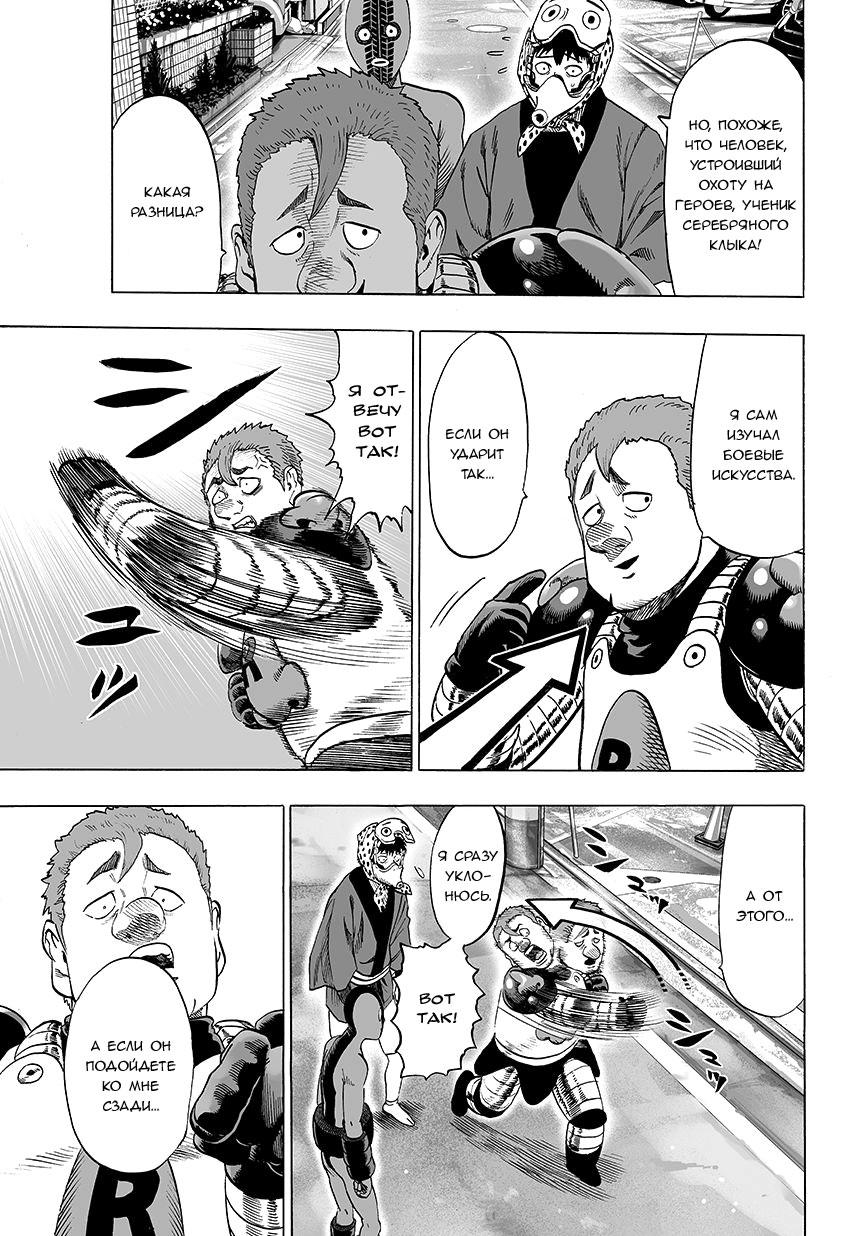 НО, ПОХОЖЕ,
ЧТО ЧЕЛОВЕК,
УСТРОИВШИЙ
ОХОТУ НА
ГЕРОЕВ, УЧЕНИК
СЕРЕБРЯНОГО
КЛЫКА!
КАКАЯ
РАЗНИЦА?
Я САМ
ИЗУЧАЛ
БОЕВЫЕ
ИСКУССТВА.
ЕСЛИ ОН
УДАРИТ
ТАК...
R
Я ОТ-
ВЕЧУ
ВОТ
ТАК!
А ОТ
ЭТОГО...
Я СРАЗУ
УКЛО-
НЮСЬ.
ВОТ
ТАК!
А ЕСЛИ ОН
ПОДОЙДЕТЕ
КО МНЕ
СЗАДИ...
R